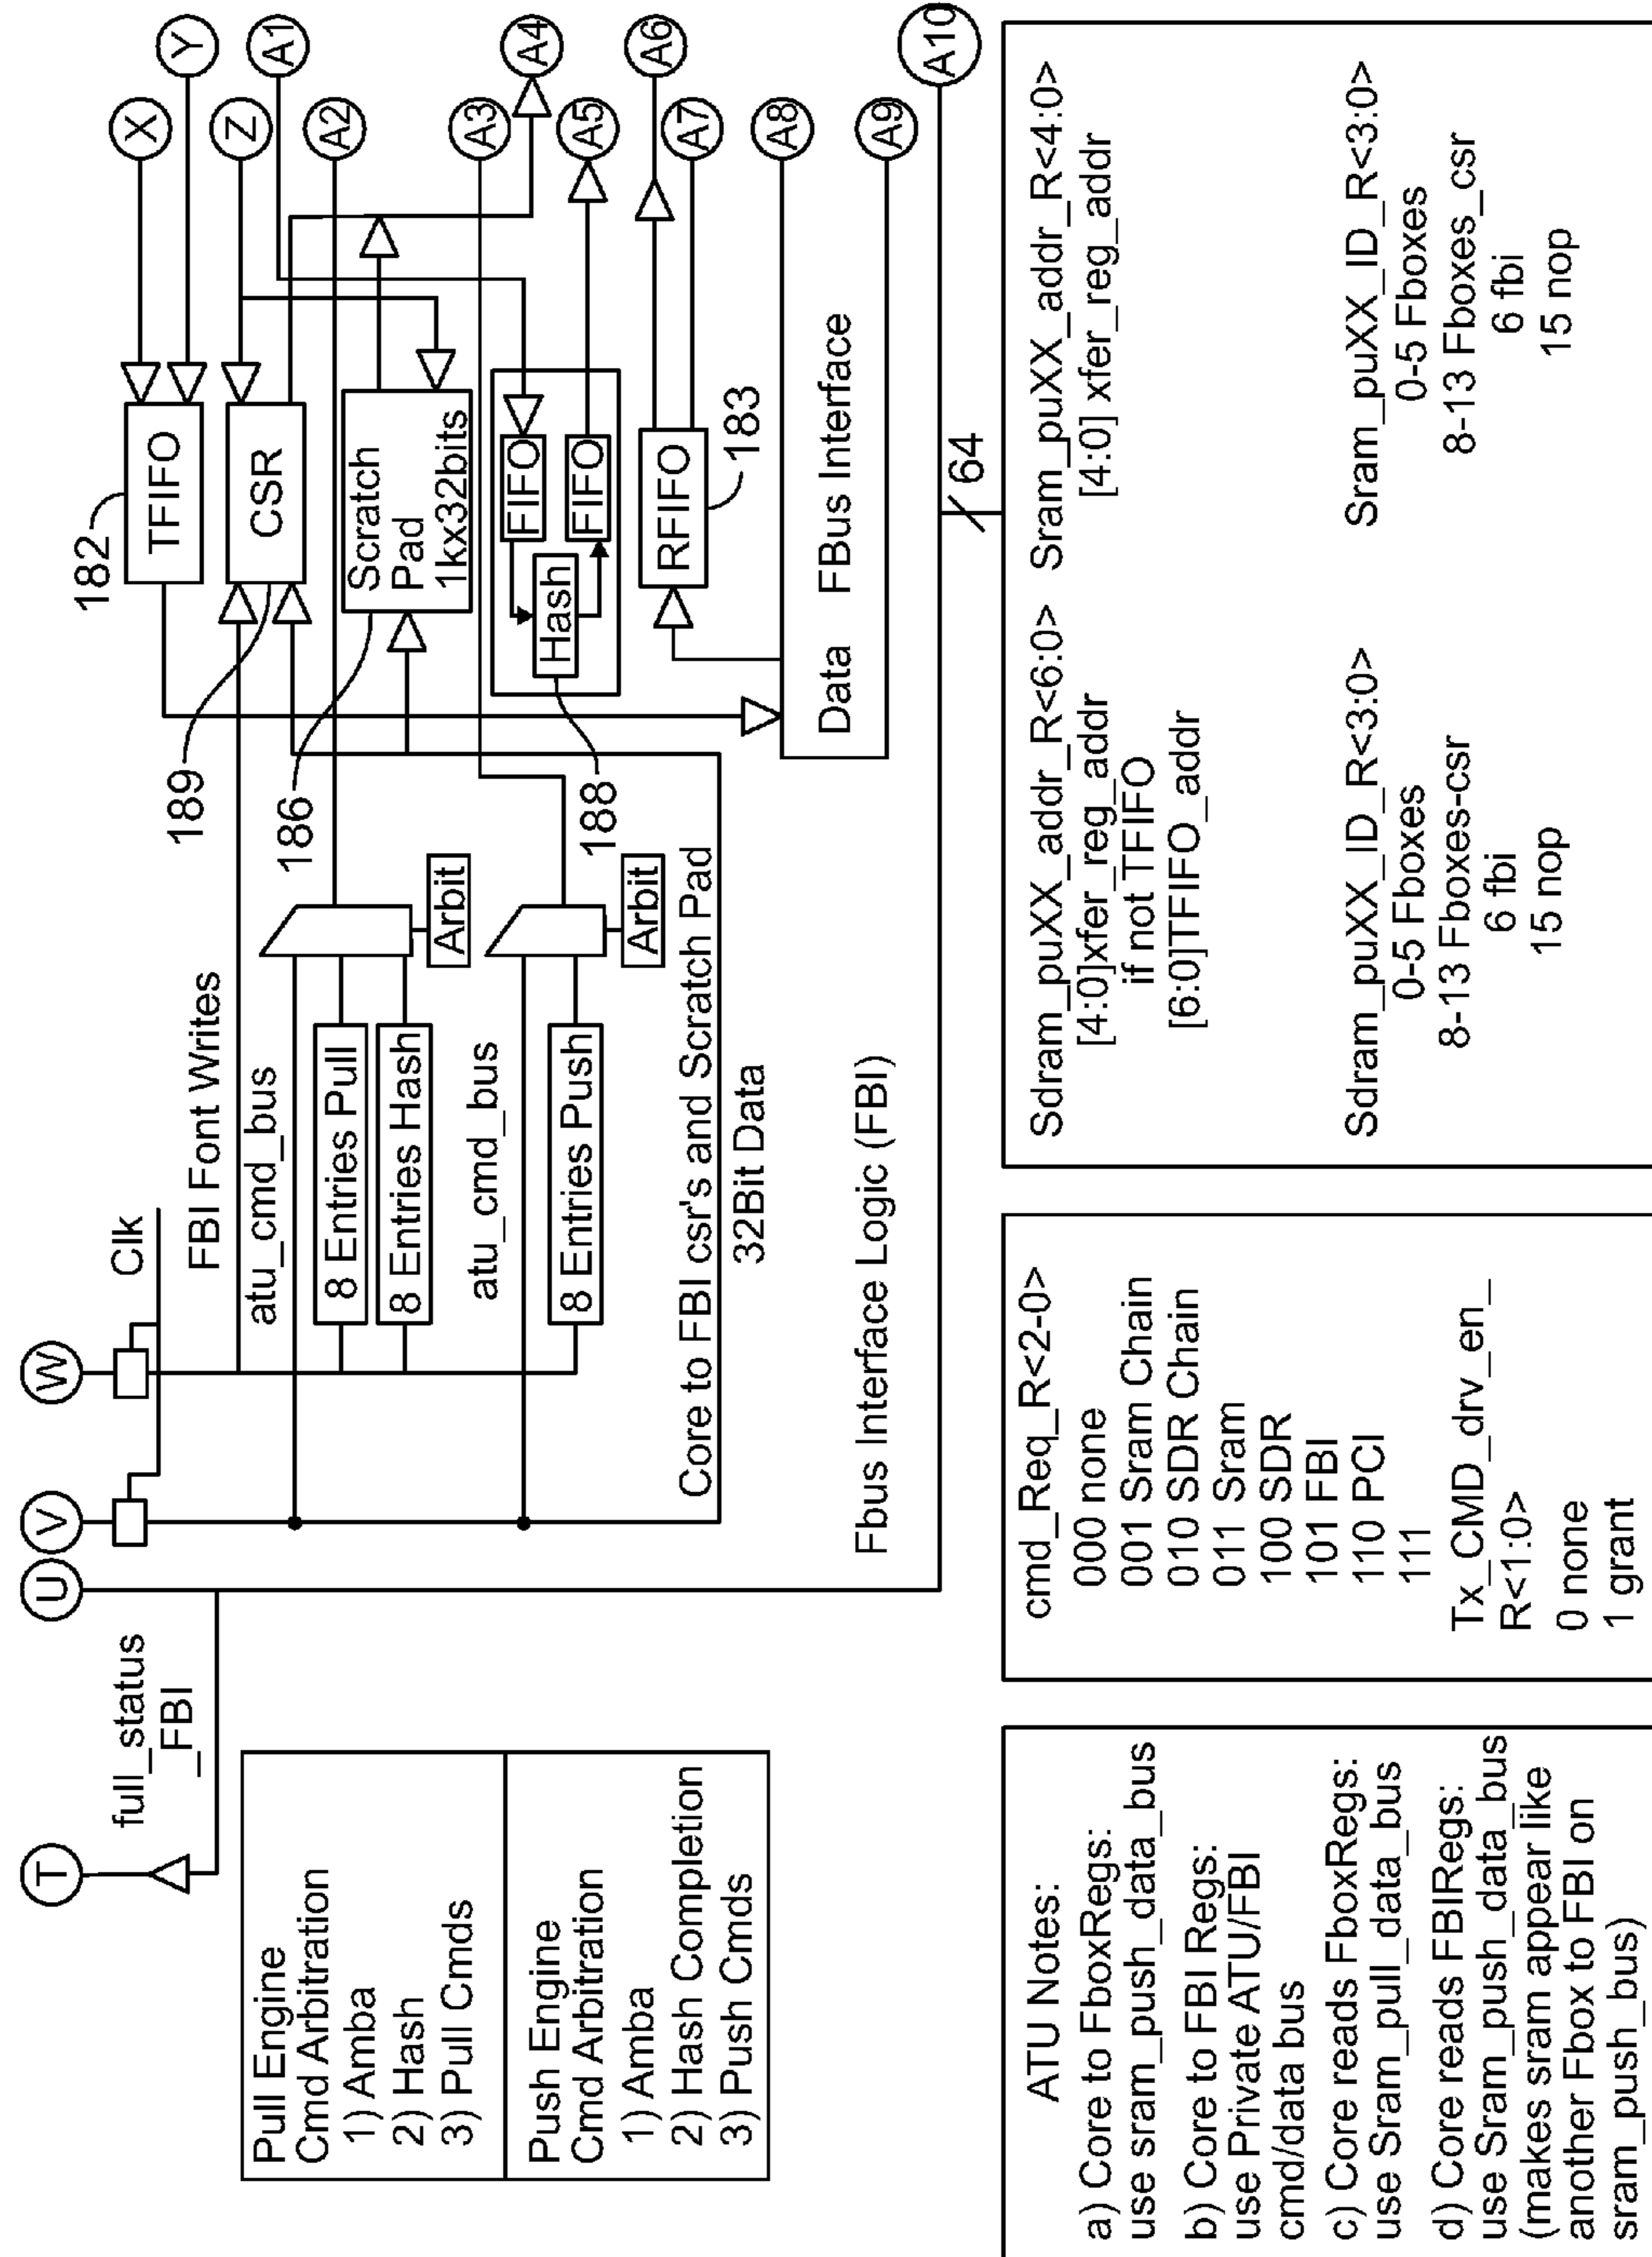 T
full_status
_FBI
U
V
W
Clk
Pull Engine
Cmd Arbitration
1) Amba
2) Hash
3) Pull Cmds
Push Engine
Cmd Arbitration
1) Amba
2) Hash Completion
3) Push Cmds
FBI Font Writes
atu_cmd_bus
8 Entries Pull
8 Entries Hash
Arbit
atu_cmd_bus
8 Entries Push
Arbit
Core to FBI csr's and Scratch Pad
32Bit Data
Fbus Interface Logic (FBI)
182
TFIFO
189
CSR
186
Scratch
Pad
1kx32bits
188
FIFO
Hash
FIFO
RFIFO
183
Data FBus Interface
X
Y
Z
A1
A2
A4
A3
A5
A6
A7
A8
A9
A10
64
ATU Notes:
a) Core to FboxRegs:
use sram_push_data_bus
b) Core to FBI Regs:
use Private ATU/FBI
cmd/data bus
c) Core reads FboxRegs:
use Sram_pull_data_bus
d) Core reads FBIRegs:
use Sram_push_data_bus
(makes sram appear like
another Fbox to FBI on
sram_push_bus)
cmd_Req_R<2-0>
000 none
001 Sram Chain
010 SDR Chain
011 Sram
100 SDR
101 FBI
110 PCI
111
Tx_CMD_drv_en_
R<1:0>
0 none
1 grant
Sdram_puXX_addr_R<6:0>
[4:0]xfer_reg_addr
if not TFIFO
[6:0]TFIFO_addr
Sram_puXX_addr_R<4:0>
[4:0] xfer_reg_addr
Sdram_puXX_ID_R<3:0>
0-5 Fboxes
8-13 Fboxes-csr
6 fbi
15 nop
Sram_puXX_ID_R<3:0>
0-5 Fboxes
8-13 Fboxes_csr
6 fbi
15 nop